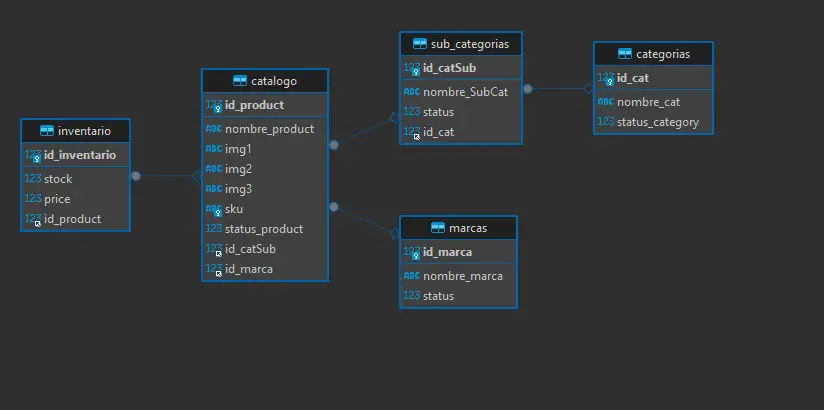 inventario
123 id_inventario
123 stock
123 price
123 id_product
catalogo
123 id_product
ABC nombre_product
ABC img1
ABC img2
ABC img3
ABC sku
123 status_product
123 id_catSub
123 id_marca
sub_categorias
123 id_catSub
ABC nombre_SubCat
123 status
123 id_cat
categorias
123 id_cat
ABC nombre_cat
123 status_category
marcas
123 id_marca
ABC nombre_marca
123 status